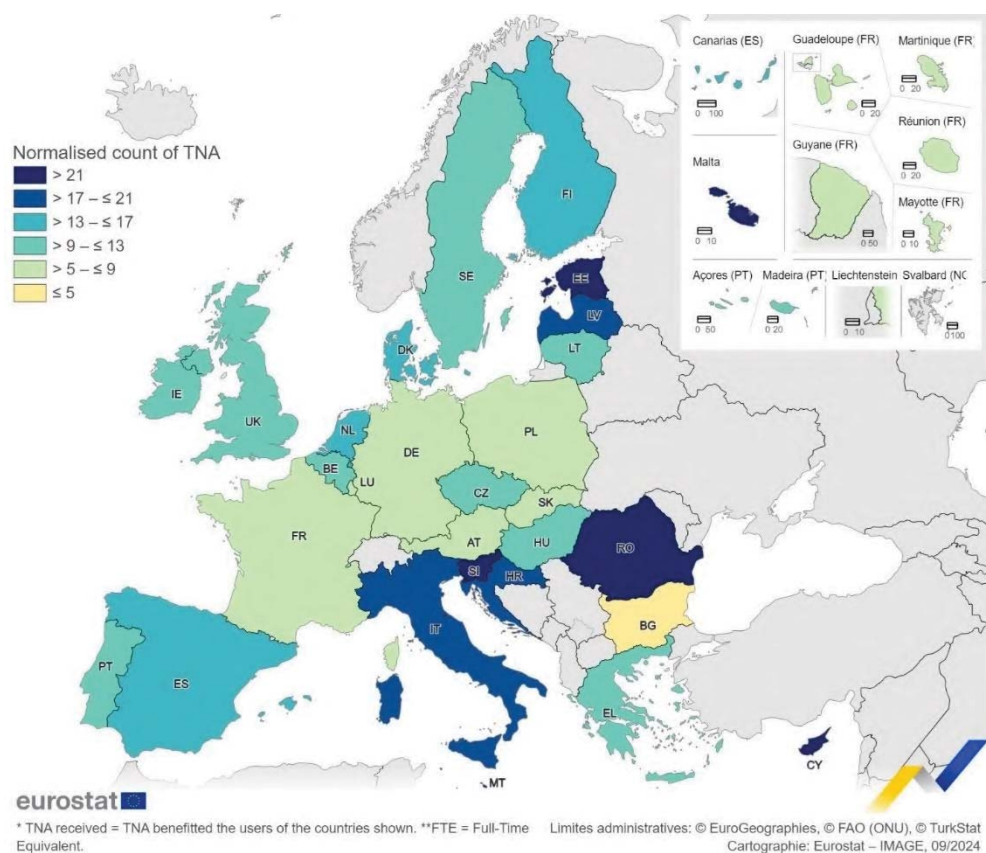 Normalised count of TNA
> 21
> 17 – ≤ 21
> 13 – ≤ 17
> 9 – ≤ 13
> 5 – ≤ 9
≤ 5
Canarias (ES)
0 100
Guadeloupe (FR)
0 20
Martinique (FR
0 20
Réunion (FR)
0 20
Guyane (FR)
0 50
Malta
0 10
Mayotte (FR)
0 10
Açores (PT)
0 50
Madeira (PT)
0 20
Liechtenstein
0 10
Svalbard (NO
0 100
FI
SE
EE
LV
LT
DK
IE
UK
NL
BE
LU
DE
PL
CZ
SK
FR
AT
HU
RO
SI
HR
IT
BG
PT
ES
EL
MT
CY
eurostat
* TNA received = TNA benefitted the users of the countries shown. **FTE = Full-Time
Equivalent.
Limites administratives: © EuroGeographies, © FAO (ONU), © TurkStat
Cartographie: Eurostat – IMAGE, 09/2024